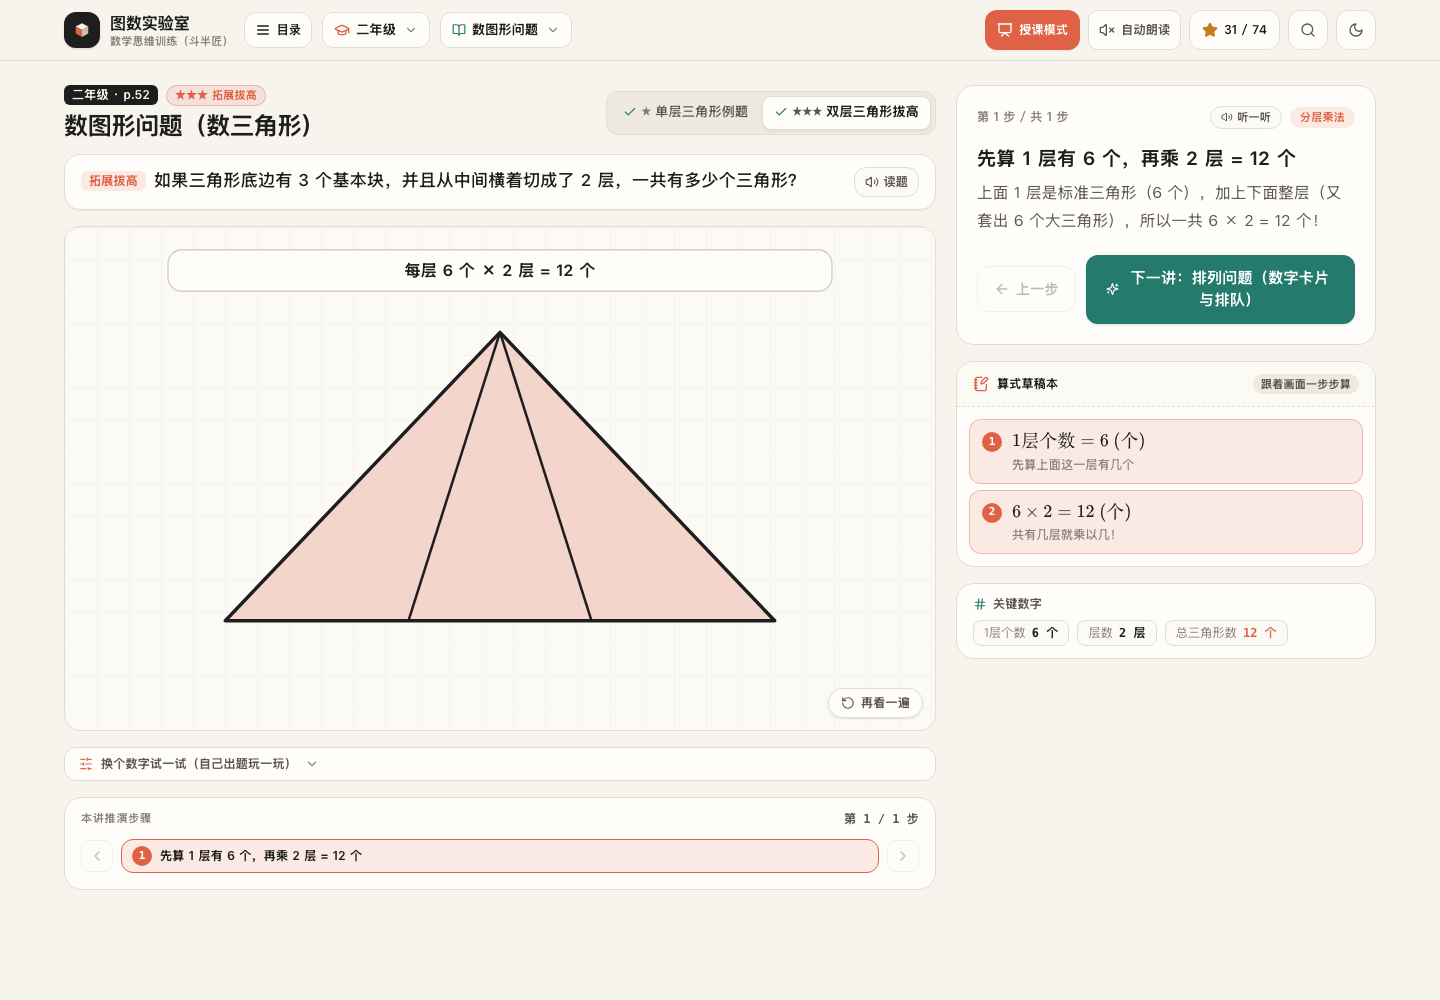 图数实验室
数学思维训练（斗半匠）
目录
二年级
数图形问题
授课模式
自动朗读
31 / 74
二年级 · p.52
★★★ 拓展拔高
数图形问题（数三角形）
★ 单层三角形例题
★★★ 双层三角形拔高
拓展拔高 如果三角形底边有 3 个基本块，并且从中间横着切成了 2 层，一共有多少个三角形？
读题
每层 6 个 × 2 层 = 12 个
再看一遍
换个数字试一试（自己出题玩一玩）
本讲推演步骤
第 1 / 1 步
1 先算 1 层有 6 个，再乘 2 层 = 12 个
第 1 步 / 共 1 步
听一听
分层乘法
先算 1 层有 6 个，再乘 2 层 = 12 个
上面 1 层是标准三角形（6 个），加上下面整层（又
套出 6 个大三角形），所以一共 6 × 2 = 12 个！
上一步
下一讲：排列问题（数字卡片
与排队）
算式草稿本
跟着画面一步步算
1 1层个数 = 6 (个)
先算上面这一层有几个
2 6 × 2 = 12 (个)
共有几层就乘以几！
关键数字
1层个数 6 个
层数 2 层
总三角形数 12 个